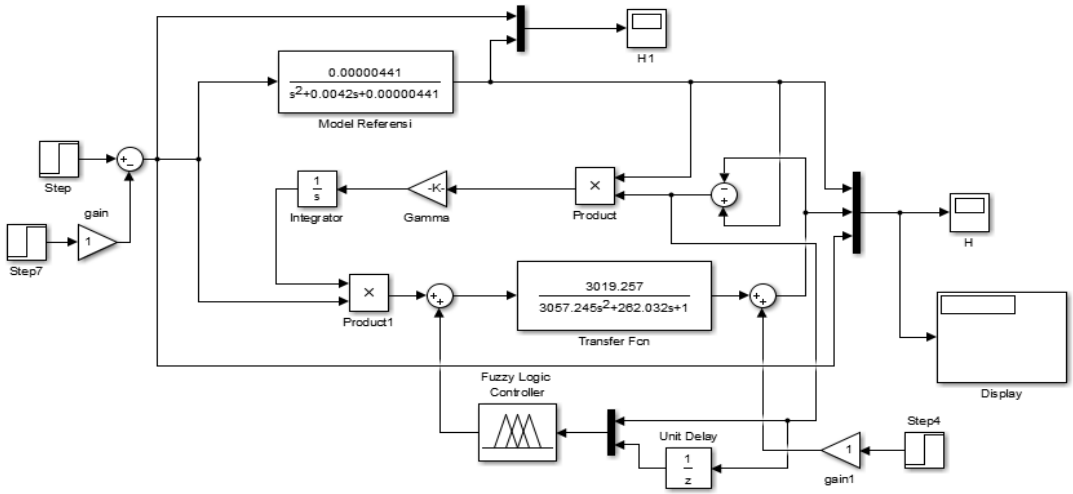 H1
0.00000441
s2+0.0042s+0.00000441
Model Referensi
+
−
Step
gain
1
Step7
1
s
Integrator
-K-
Gamma
×
Product
−
+
H
×
Product1
+
+
3019.257
3057.245s2+262.032s+1
Transfer Fcn
+
+
Display
Fuzzy Logic
Controller
Unit Delay
1
z
1
gain1
Step4